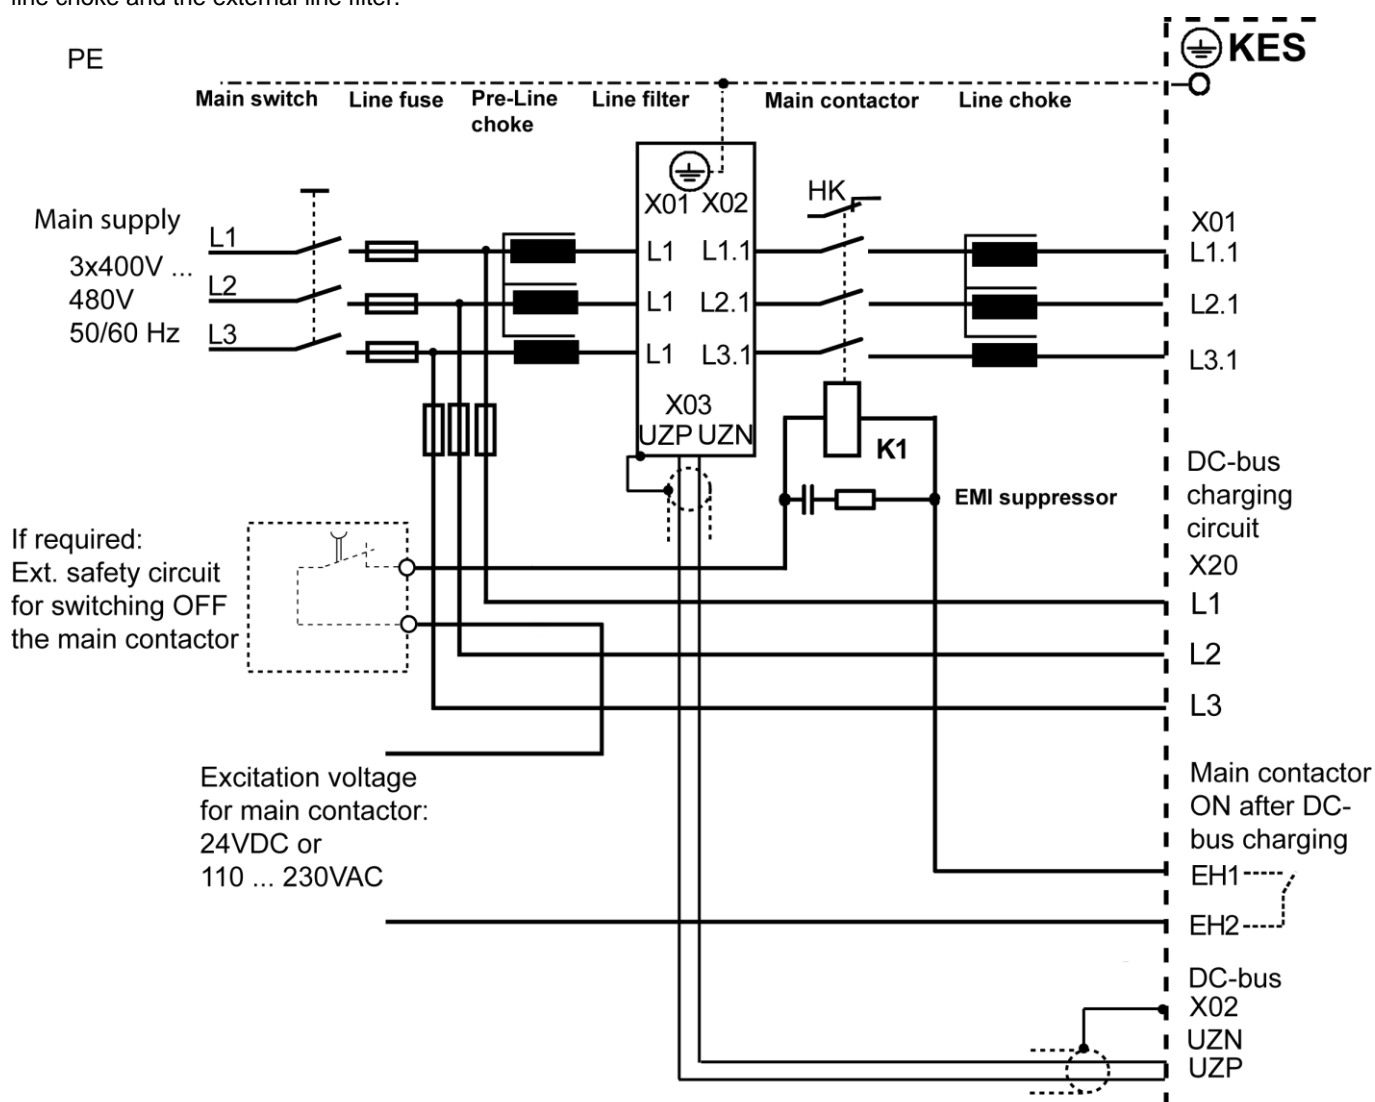 line choke and the external line filter.
PE
KES
Main switch
Line fuse
Pre-Line
choke
Line filter
Main contactor
Line choke
Main supply
3x400V ...
480V
50/60 Hz
L1
L2
L3
X01 X02
L1 L1.1
L1 L2.1
L1 L3.1
X03
UZP UZN
HK
K1
EMI suppressor
X01
L1.1
L2.1
L3.1
DC-bus
charging
circuit
X20
L1
L2
L3
If required:
Ext. safety circuit
for switching OFF
the main contactor
Excitation voltage
for main contactor:
24VDC or
110 ... 230VAC
Main contactor
ON after DC-
bus charging
EH1
EH2
DC-bus
X02
UZN
UZP